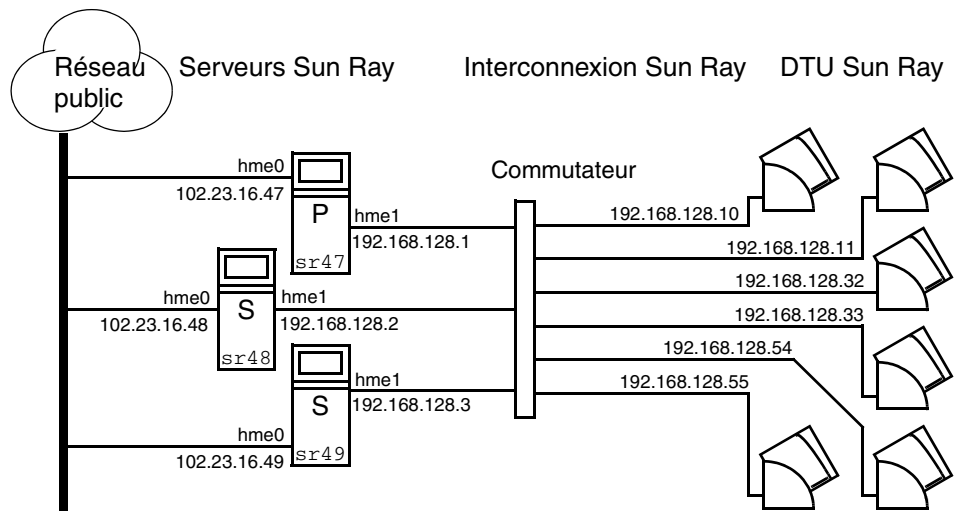 Réseau
public
Serveurs Sun Ray
Interconnexion Sun Ray
DTU Sun Ray
Commutateur
hme0
102.23.16.47
P
sr47
hme1
192.168.128.1
hme0
102.23.16.48
S
sr48
hme1
192.168.128.2
hme0
102.23.16.49
S
sr49
hme1
192.168.128.3
192.168.128.10
192.168.128.11
192.168.128.32
192.168.128.33
192.168.128.54
192.168.128.55